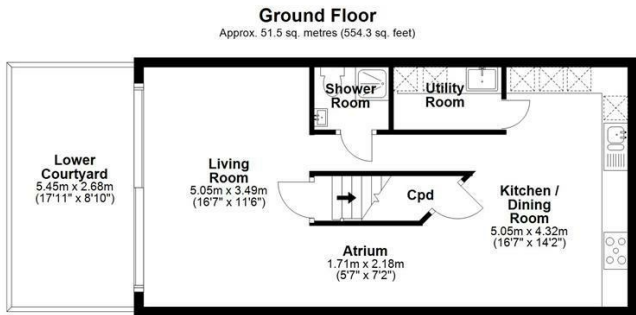 Ground Floor
Approx. 51.5 sq. metres (554.3 sq. feet)
Shower
Room
Utility
Room
Lower
Courtyard
5.45m x 2.68m
(17'11" x 8'10")
Living
Room
5.05m x 3.49m
(16'7" x 11'6")
Cpd
Kitchen /
Dining
Room
5.05m x 4.32m
(16'7" x 14'2")
Atrium
1.71m x 2.18m
(5'7" x 7'2")